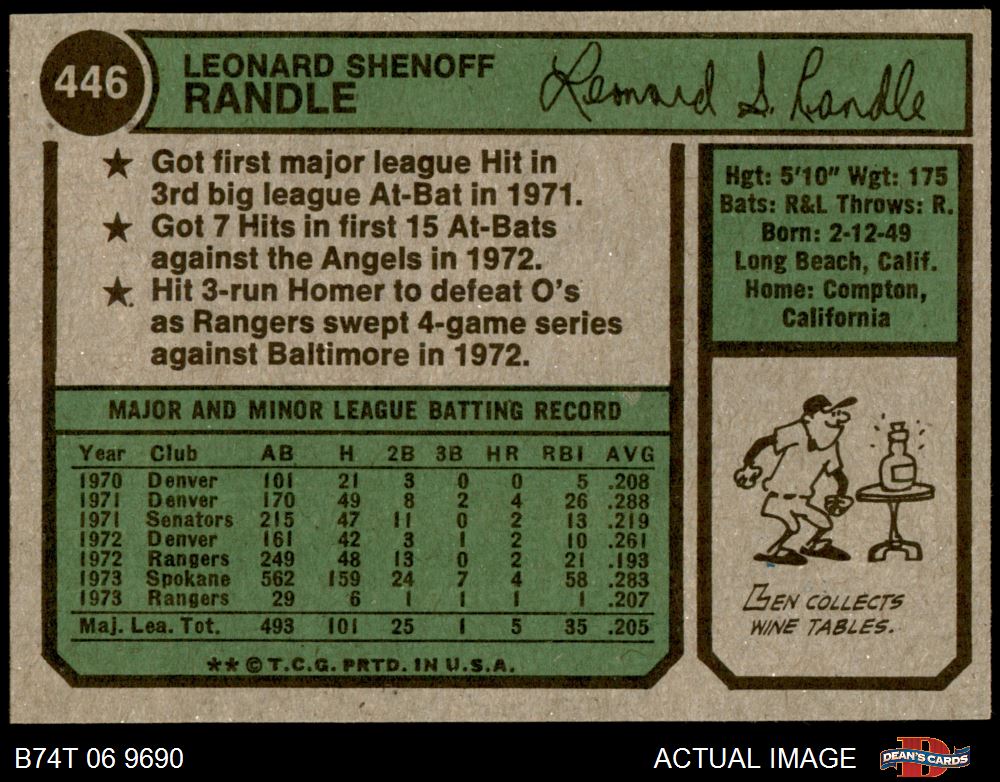 446
LEONARD SHENOFF
RANDLE
Leonard S. Randle
★ Got first major league Hit in
3rd big league At-Bat in 1971.
★ Got 7 Hits in first 15 At-Bats
against the Angels in 1972.
★ Hit 3-run Homer to defeat O's
as Rangers swept 4-game series
against Baltimore in 1972.
Hgt: 5'10" Wgt: 175
Bats: R&L Throws: R.
Born: 2-12-49
Long Beach, Calif.
Home: Compton,
California
MAJOR AND MINOR LEAGUE BATTING RECORD
Year Club AB H 2B 3B HR RBI AVG
1970 Denver 101 21 3 0 0 5 .208
1971 Denver 170 49 8 2 4 26 .288
1971 Senators 215 47 11 0 2 13 .219
1972 Denver 161 42 3 1 2 10 .261
1972 Rangers 249 48 13 0 2 21 .193
1973 Spokane 562 159 24 7 4 58 .283
1973 Rangers 29 6 1 1 1 1 .207
Maj. Lea. Tot. 493 101 25 1 5 35 .205
**©T.C.G. PRTD. IN U.S.A.
BEN COLLECTS
WINE TABLES.
B74T 06 9690
ACTUAL IMAGE
D
DEAN'S CARDS